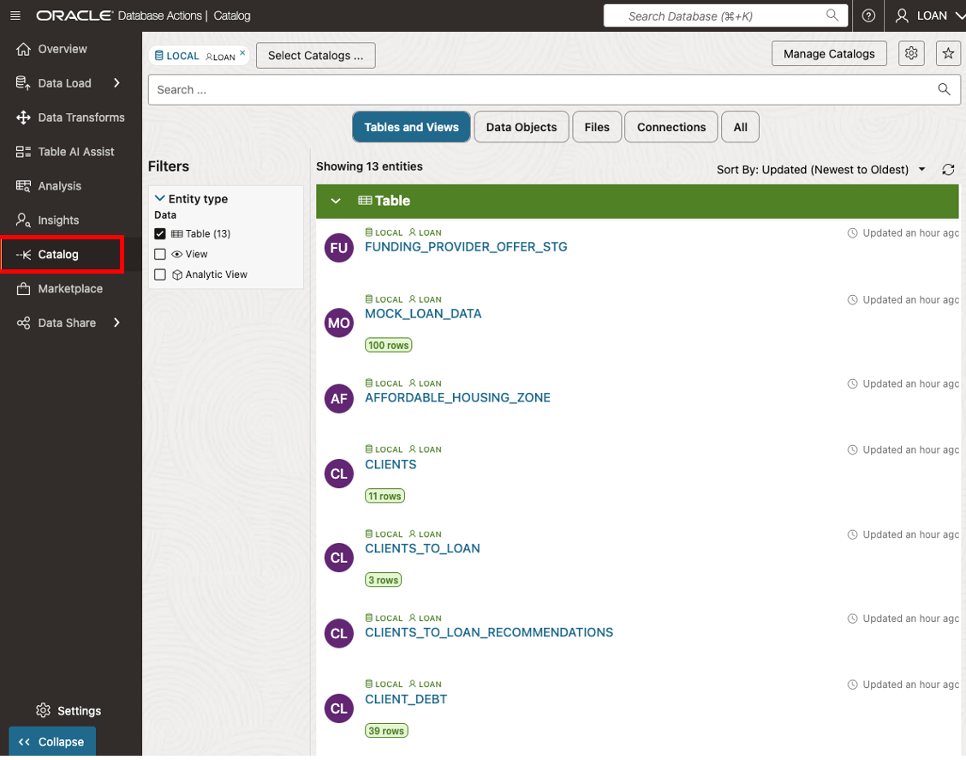 ORACLE Database Actions | Catalog
Search Database (⌘+K)
LOAN
Overview
Data Load
Data Transforms
Table AI Assist
Analysis
Insights
Catalog
Marketplace
Data Share
Settings
Collapse
LOCAL LOAN ×
Select Catalogs ...
Manage Catalogs
Search ...
Tables and Views
Data Objects
Files
Connections
All
Filters
Entity type
Data
Table (13)
View
Analytic View
Showing 13 entities
Sort By: Updated (Newest to Oldest)
Table
FU
LOCAL LOAN
FUNDING_PROVIDER_OFFER_STG
Updated an hour ago
MO
LOCAL LOAN
MOCK_LOAN_DATA
100 rows
Updated an hour ago
AF
LOCAL LOAN
AFFORDABLE_HOUSING_ZONE
Updated an hour ago
CL
LOCAL LOAN
CLIENTS
11 rows
Updated an hour ago
CL
LOCAL LOAN
CLIENTS_TO_LOAN
3 rows
Updated an hour ago
CL
LOCAL LOAN
CLIENTS_TO_LOAN_RECOMMENDATIONS
Updated an hour ago
CL
LOCAL LOAN
CLIENT_DEBT
39 rows
Updated an hour ago